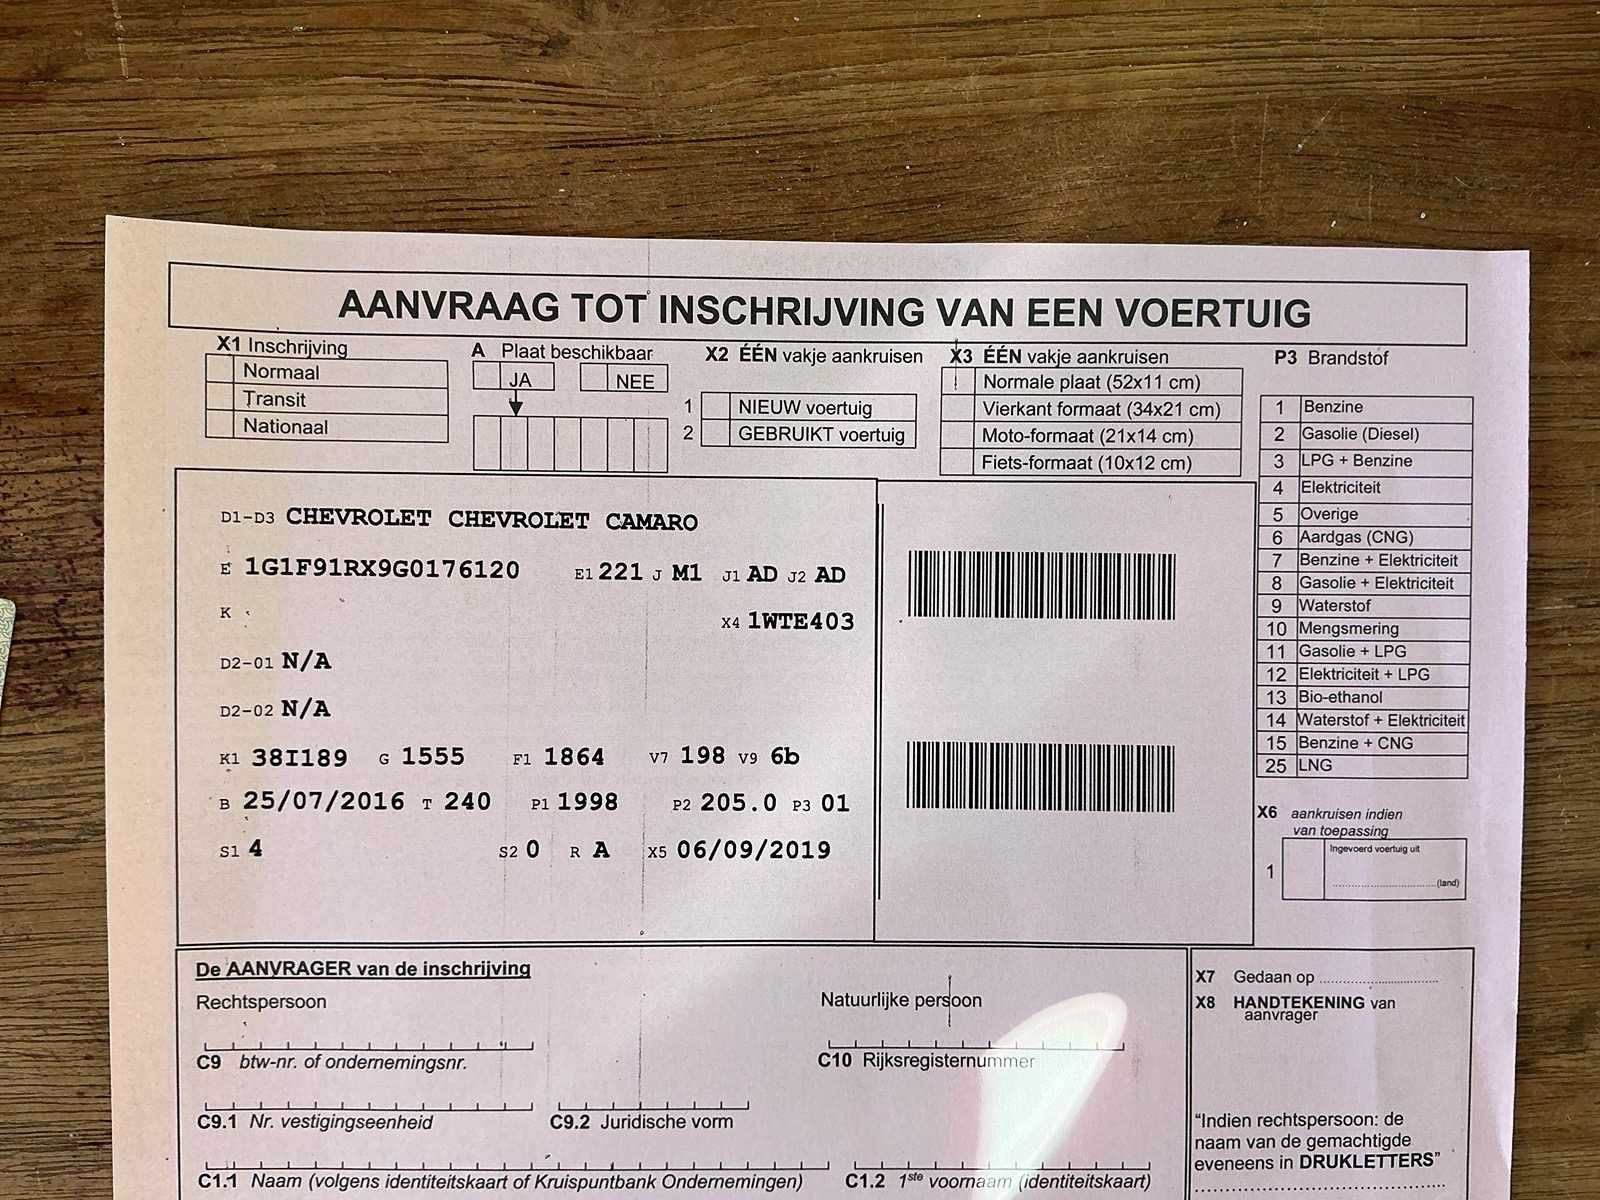 AANVRAAG TOT INSCHRIJVING VAN EEN VOERTUIG
X1 Inschrijving
Normaal
Transit
Nationaal
A Plaat beschikbaar
JA NEE
X2 ÉÉN vakje aankruisen
1 NIEUW voertuig
2 GEBRUIKT voertuig
X3 ÉÉN vakje aankruisen
Normale plaat (52x11 cm)
Vierkant formaat (34x21 cm)
Moto-formaat (21x14 cm)
Fiets-formaat (10x12 cm)
P3 Brandstof
1 Benzine
2 Gasolie (Diesel)
3 LPG + Benzine
4 Elektriciteit
5 Overige
6 Aardgas (CNG)
7 Benzine + Elektriciteit
8 Gasolie + Elektriciteit
9 Waterstof
10 Mengsmering
11 Gasolie + LPG
12 Elektriciteit + LPG
13 Bio-ethanol
14 Waterstof + Elektriciteit
15 Benzine + CNG
25 LNG
D1-D3 CHEVROLET CHEVROLET CAMARO
E 1G1F91RX9G0176120 E1 221 J M1 J1 AD J2 AD
K X4 1WTE403
D2-01 N/A
D2-02 N/A
K1 38I189 G 1555 F1 1864 V7 198 V9 6b
B 25/07/2016 T 240 P1 1998 P2 205.0 P3 01
S1 4 S2 0 R A X5 06/09/2019
X6 aankruisen indien
van toepassing
1 Ingevoerd voertuig uit
(land)
De AANVRAGER van de inschrijving
Rechtspersoon Natuurlijke persoon
C9 btw-nr. of ondernemingsnr. C10 Rijksregisternummer
C9.1 Nr. vestigingseenheid C9.2 Juridische vorm
C1.1 Naam (volgens identiteitskaart of Kruispuntbank Ondernemingen) C1.2 1ste voornaam (identiteitskaart)
X7 Gedaan op
X8 HANDTEKENING van
aanvrager
"Indien rechtspersoon: de
naam van de gemachtigde
eveneens in DRUKLETTERS"